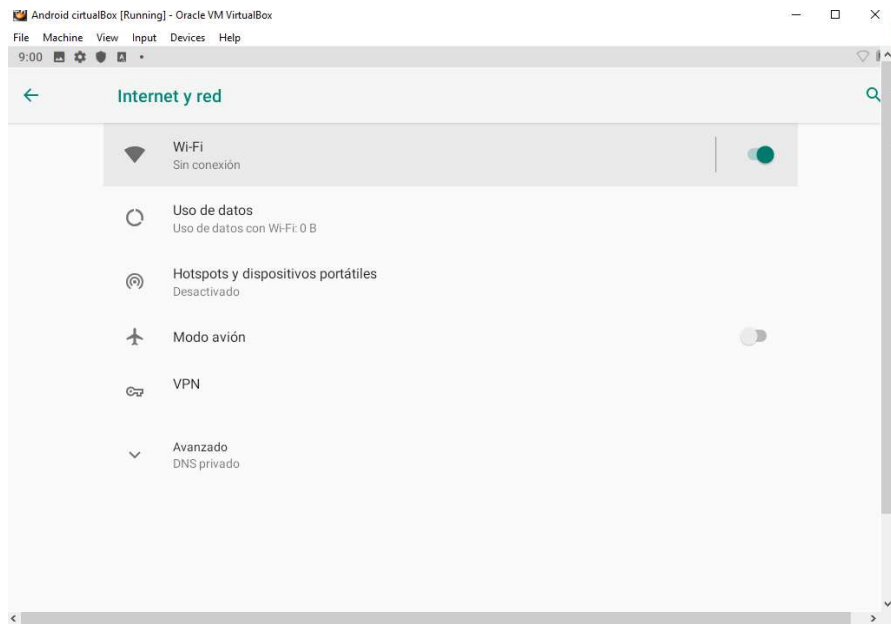 Android cirtualBox [Running] - Oracle VM VirtualBox
File Machine View Input Devices Help
9:00
Internet y red
Wi-Fi
Sin conexión
Uso de datos
Uso de datos con Wi-Fi: 0 B
Hotspots y dispositivos portátiles
Desactivado
Modo avión
VPN
Avanzado
DNS privado